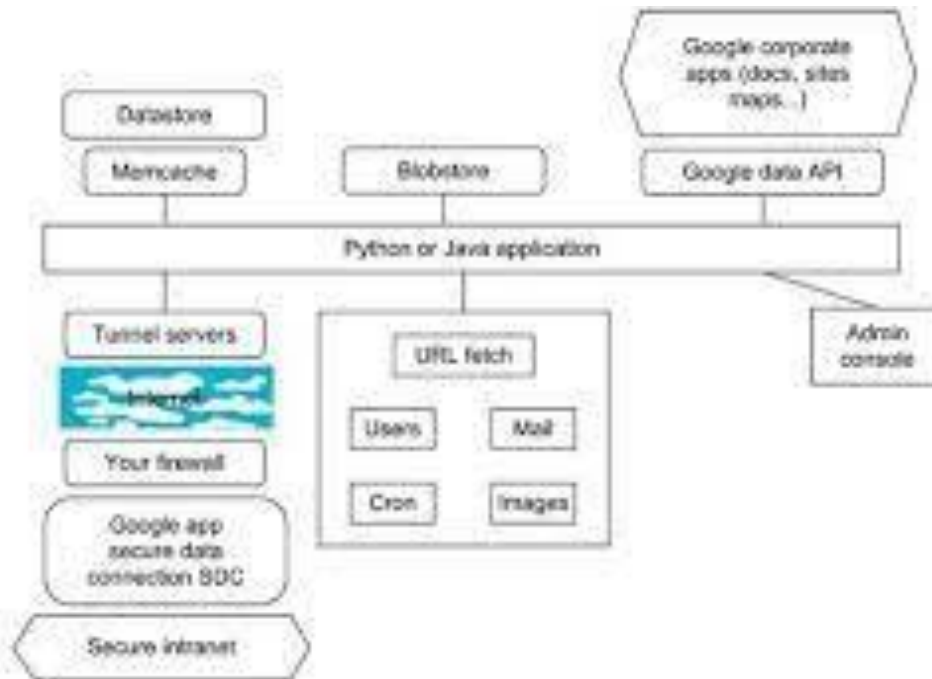 Google corporate
apps (docs, sites
maps...)
Datastore
Memcache
Blobstore
Google data API
Python or Java application
Tunnel servers
Internet
Your firewall
Google app
secure data
connection SDC
Secure intranet
URL fetch
Users
Mail
Cron
Images
Admin
console